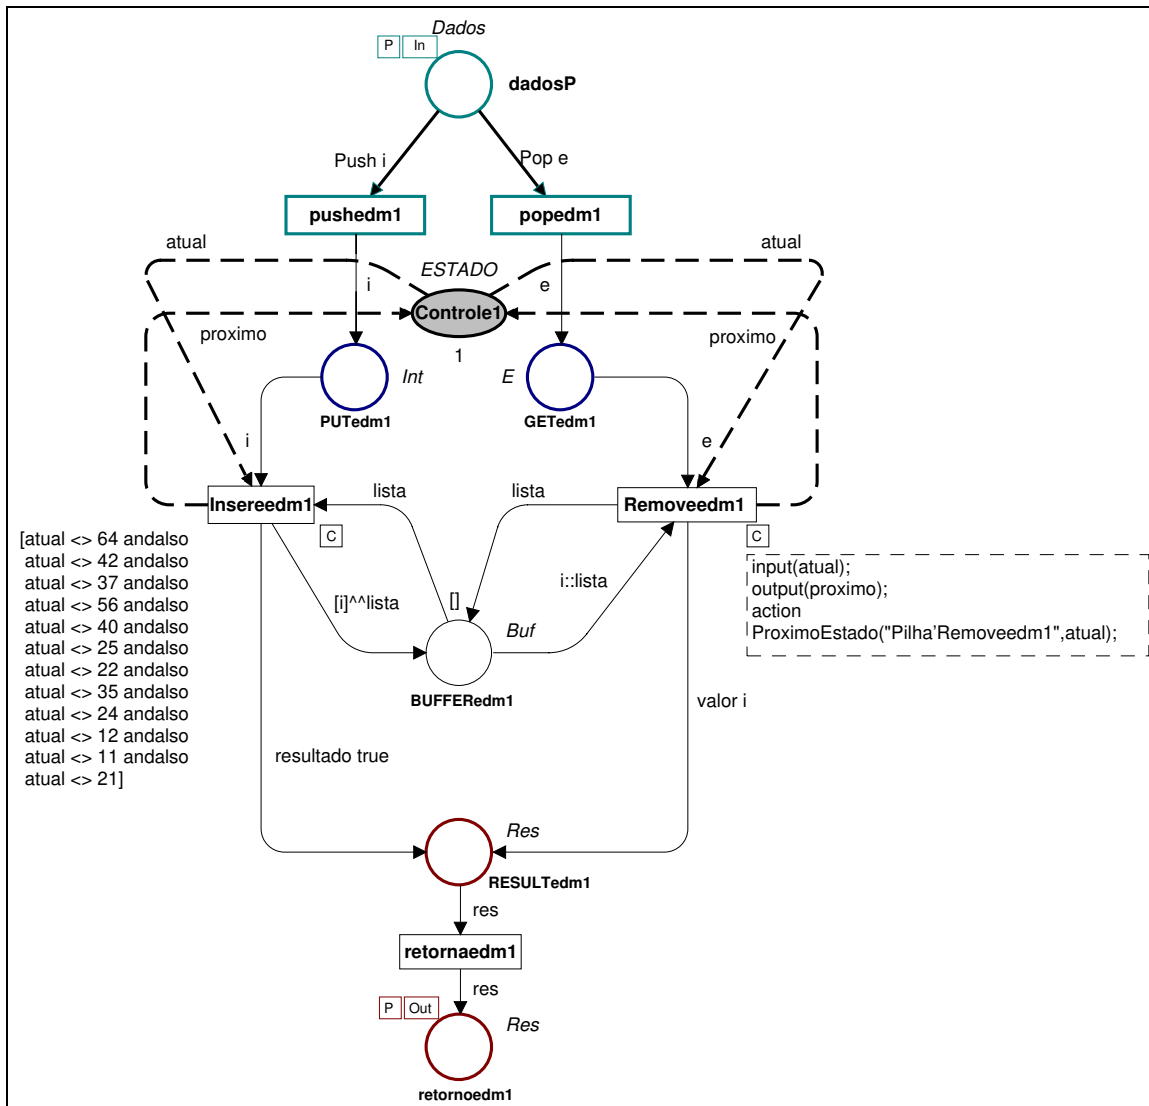 Dados
P In
dadosP
Push i
Pop e
pushedm1
popedm1
atual
atual
ESTADO
i
e
Controle1
proximo
proximo
1
Int
E
PUTedm1
GETedm1
i
e
lista
lista
Insereedm1
Removeedm1
C
C
[atual <> 64 andalso
atual <> 42 andalso
atual <> 37 andalso
atual <> 56 andalso
atual <> 40 andalso
atual <> 25 andalso
atual <> 22 andalso
atual <> 35 andalso
atual <> 24 andalso
atual <> 12 andalso
atual <> 11 andalso
atual <> 21]
input(atual);
output(proximo);
action
ProximoEstado("Pilha'Removeedm1",atual);
i::lista
[i]^^lista
[]
Buf
BUFFERedm1
valor i
resultado true
Res
RESULTedm1
res
retornaedm1
res
P Out
Res
retornoedm1